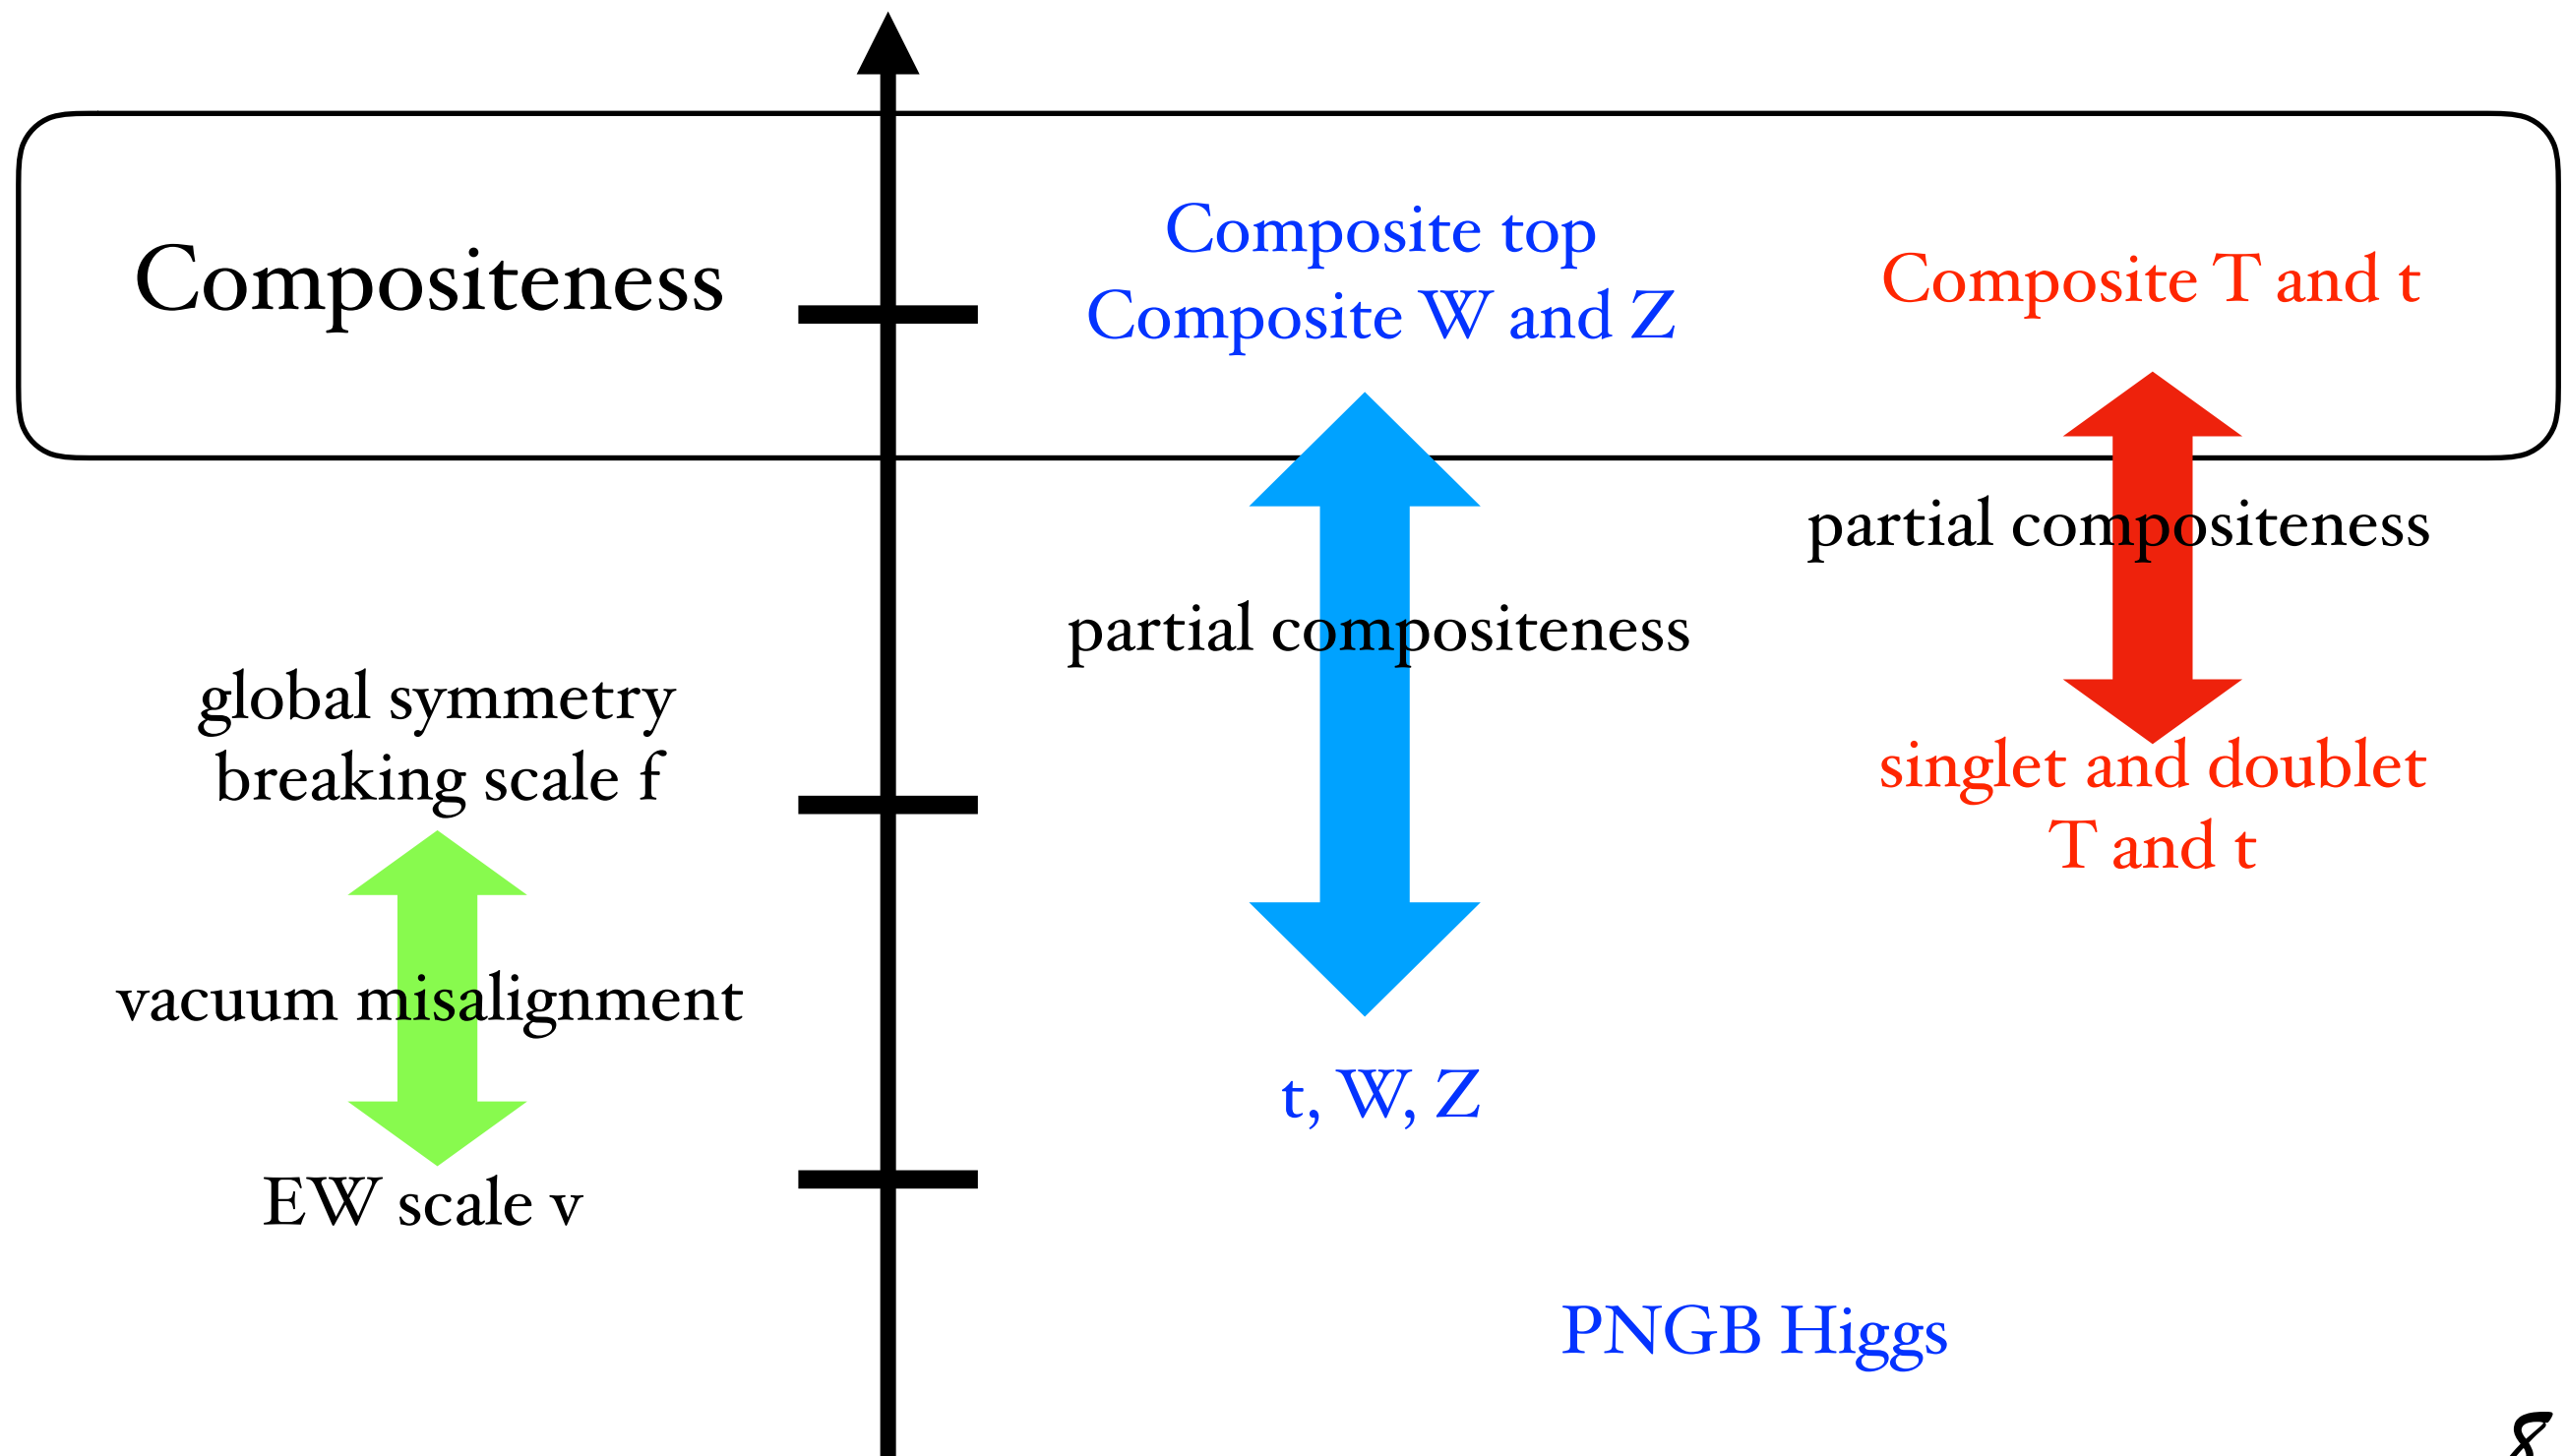 Compositeness
Composite top
Composite W and Z
Composite T and t
partial compositeness
partial compositeness
global symmetry
breaking scale f
singlet and doublet
T and t
vacuum misalignment
t, W, Z
EW scale v
PNGB Higgs
8